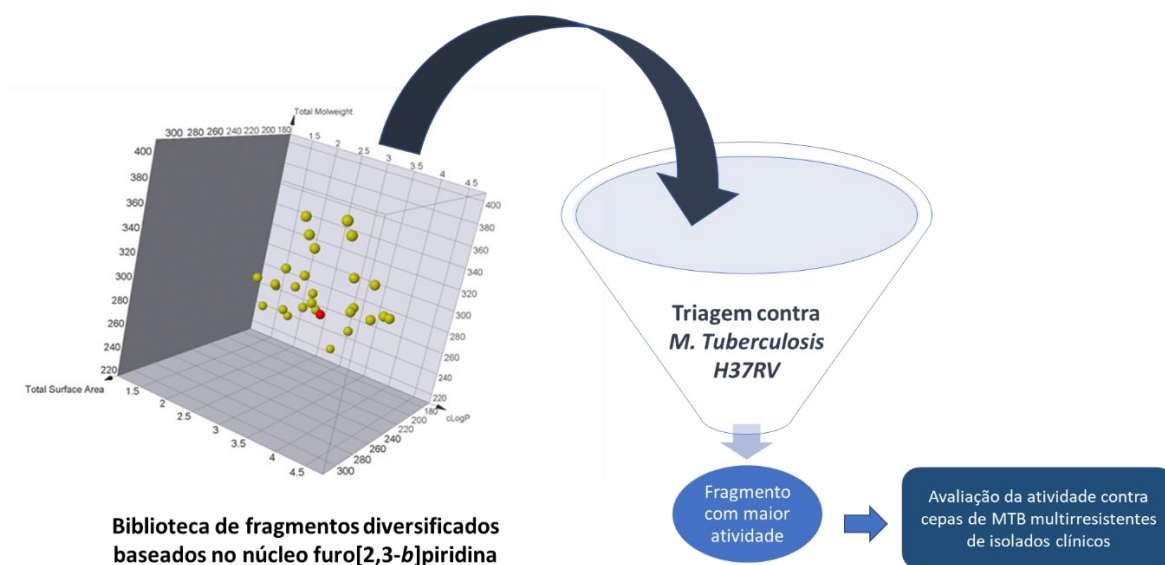 Total Molweight
300 280 260 240 220 200 180
1.5 2 2.5 3 3.5 4 4.5
400
380
360
340
320
300
280
260
240
220
400
380
360
340
320
300
280
260
240
220
Total Surface Area
1.5 2 2.5 3 3.5 4 4.5
cLogP
180
200
220
240
260
280
300
Triagem contra
M. Tuberculosis
H37RV
Fragmento
com maior
atividade
Avaliação da atividade contra
cepas de MTB multirresistentes
de isolados clínicos
Biblioteca de fragmentos diversificados
baseados no núcleo furo[2,3-b]piridina